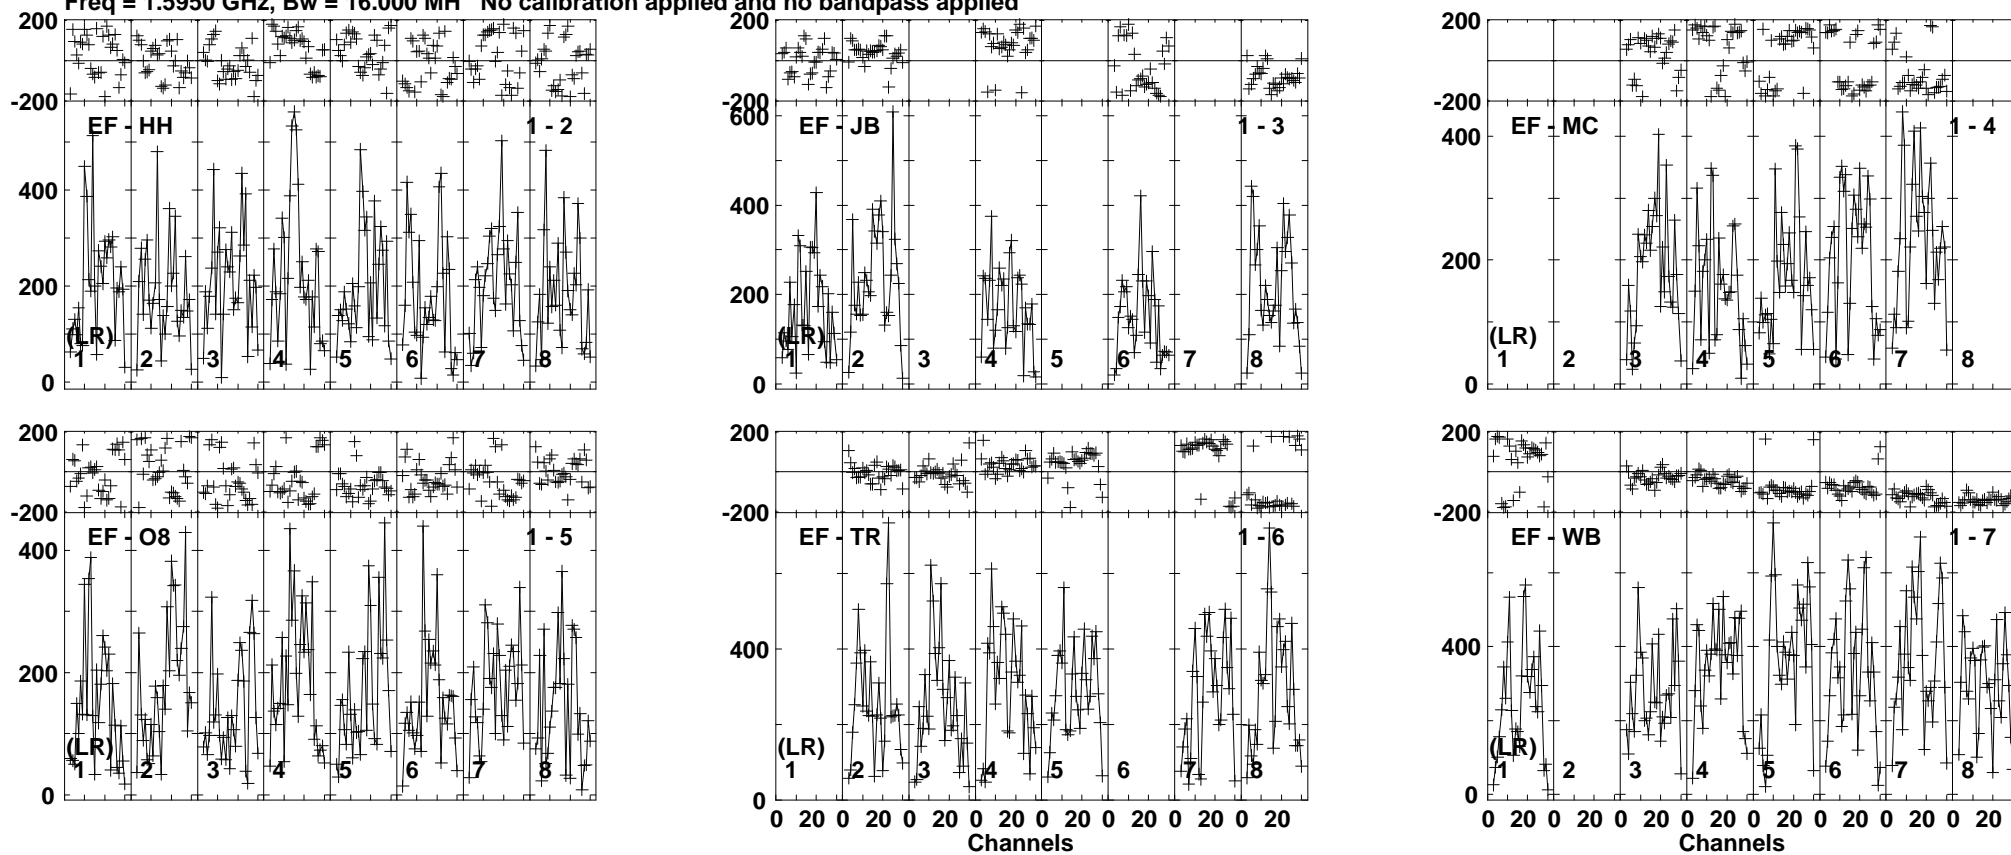 Freq = 1.5950 GHz, Bw = 16.000 MH No calibration applied and no bandpass applied
200 200 200
-200 -200 -200
EF - HH 1 - 2 600 EF - JB 1 - 3 EF - MC 1 - 4
400 400 400
200 200 200
(LR) (LR) (LR)
1 2 3 4 5 6 7 8 1 2 3 4 5 6 7 8 1 2 3 4 5 6 7 8
0 0 0
200 200 200
-200 -200 -200
EF - O8 1 - 5 EF - TR 1 - 6 EF - WB 1 - 7
400 400 400
200
(LR) (LR) (LR)
1 2 3 4 5 6 7 8 1 2 3 4 5 6 7 8 1 2 3 4 5 6 7 8
0 0 0
0 20 0 20 0 20 0 20 0 20 0 20 0 20 0 20 0 20 0 20 0 20 0 20 0 20 0 20 0 20 0 20
Channels Channels